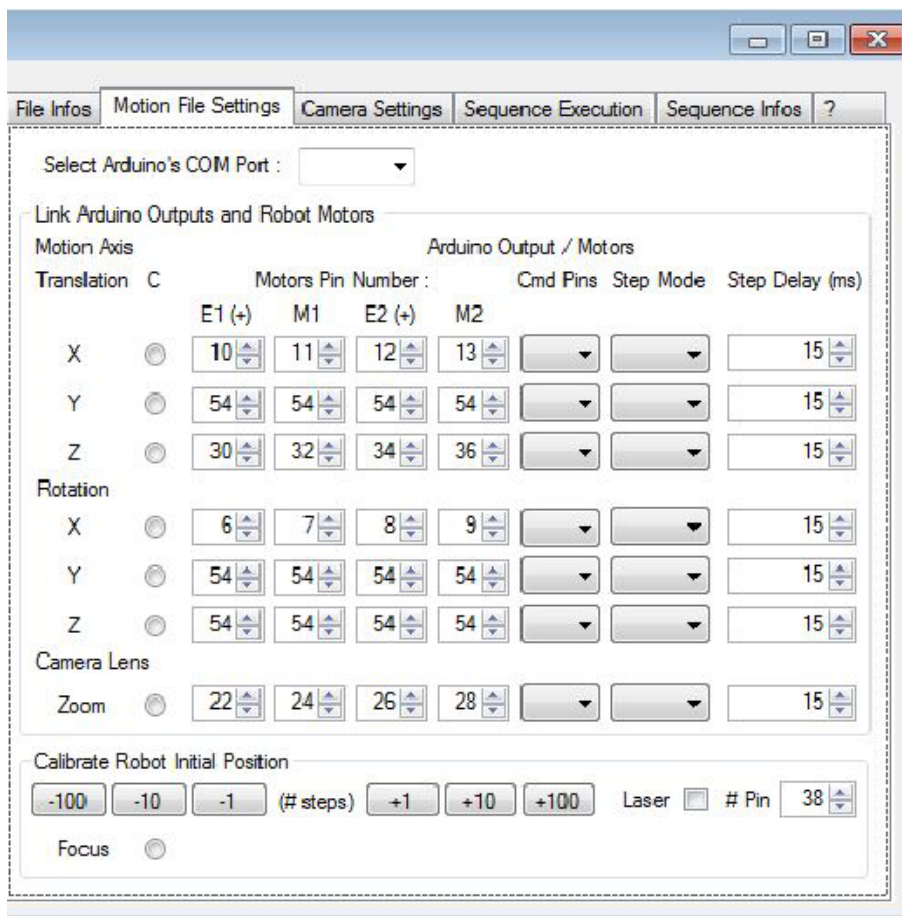 File Infos Motion File Settings Camera Settings Sequence Execution Sequence Infos ?
Select Arduino's COM Port :
Link Arduino Outputs and Robot Motors
Motion Axis Arduino Output / Motors
Translation C Motors Pin Number : Cmd Pins Step Mode Step Delay (ms)
E1 (+) M1 E2 (+) M2
X 10 11 12 13 15
Y 54 54 54 54 15
Z 30 32 34 36 15
Rotation
X 6 7 8 9 15
Y 54 54 54 54 15
Z 54 54 54 54 15
Camera Lens
Zoom 22 24 26 28 15
Calibrate Robot Initial Position
-100 -10 -1 (# steps) +1 +10 +100 Laser # Pin 38
Focus